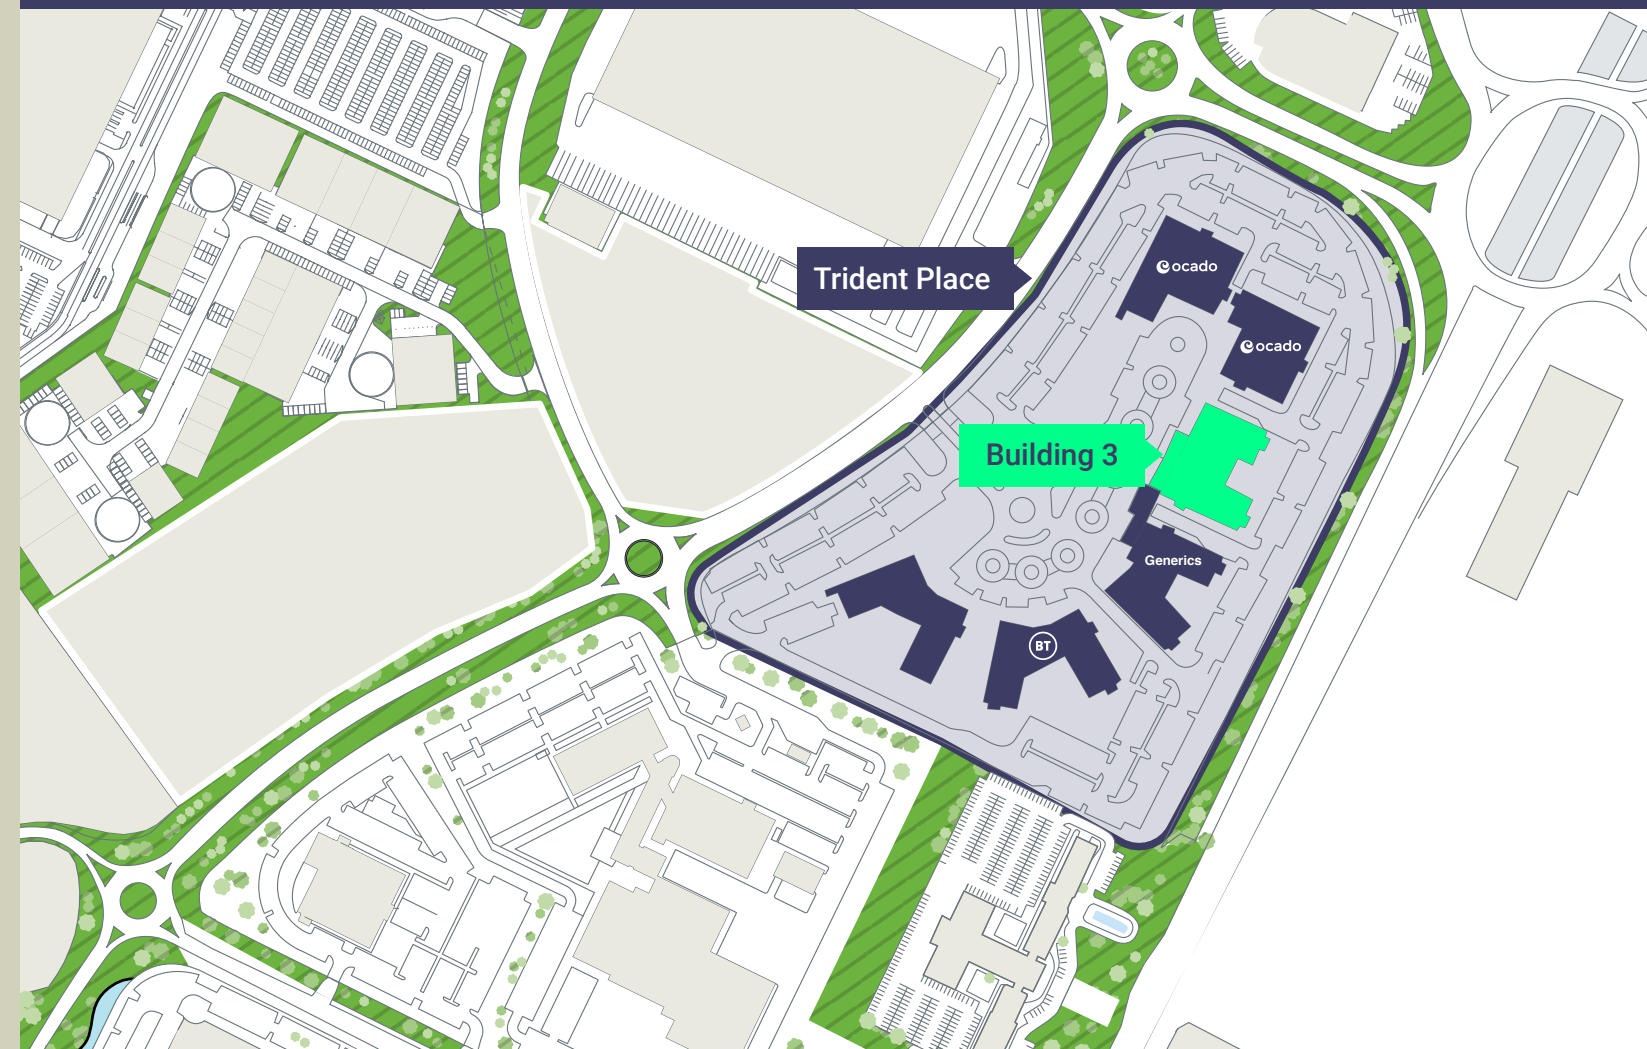 ocado
Trident Place
ocado
Building 3
Generics
BT